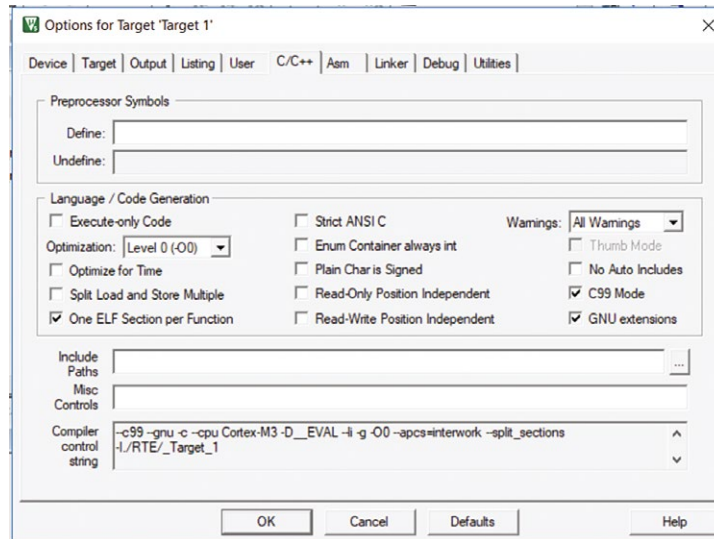 Options for Target 'Target 1'
Device Target Output Listing User C/C++ Asm Linker Debug Utilities
Preprocessor Symbols
Define:
Undefine:
Language / Code Generation
Execute-only Code Strict ANSI C Warnings: All Warnings
Optimization: Level 0 (-O0) Enum Container always int Thumb Mode
Optimize for Time Plain Char is Signed No Auto Includes
Split Load and Store Multiple Read-Only Position Independent C99 Mode
One ELF Section per Function Read-Write Position Independent GNU extensions
Include
Paths ...
Misc
Controls
Compiler
control
string
--c99 --gnu -c --cpu Cortex-M3 -D__EVAL --li -g -O0 --apcs=interwork --split_sections
-I./RTE/_Target_1
OK Cancel Defaults Help